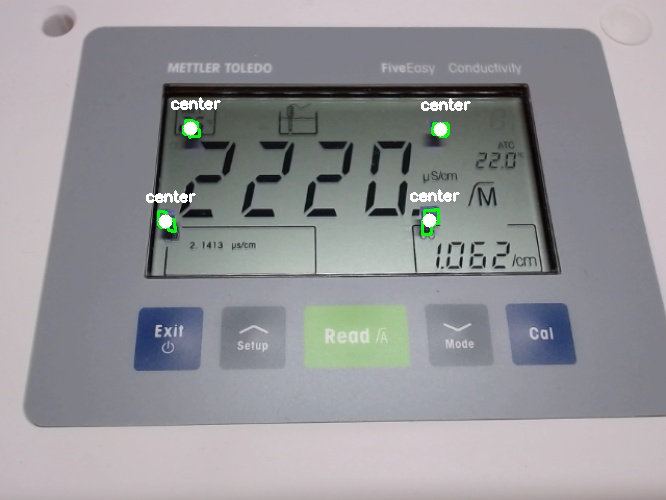 METTLER TOLEDO FiveEasy Conductivity
center center
2220.
µS/cm
ATC
22.0°
/M
center center
2. 1413 µs/cm
1.062/cm
Exit Setup Read /A Mode Cal